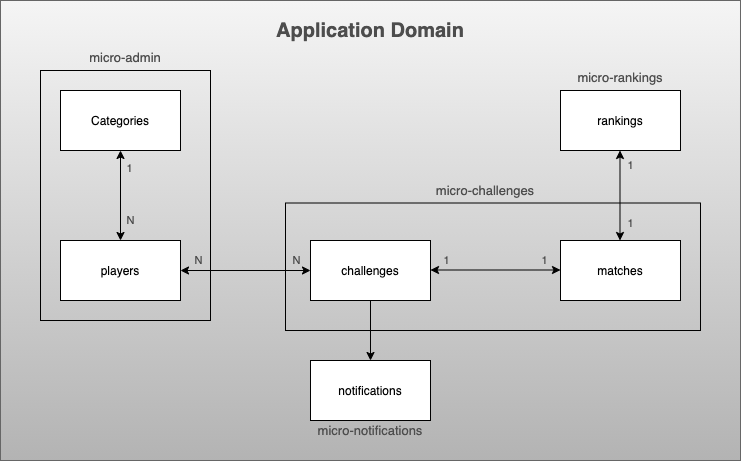 Application Domain
micro-admin
micro-rankings
Categories
rankings
1
1
micro-challenges
N
1
players
N
N
challenges
1
1
matches
notifications
micro-notifications